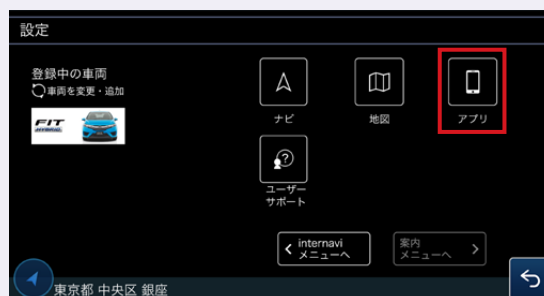 設定
登録中の車両
車両を変更・追加
FIT
HYBRID
ナビ
地図
アプリ
?
ユーザー
サポート
internavi
メニューへ
案内
メニューへ
東京都 中央区 銀座